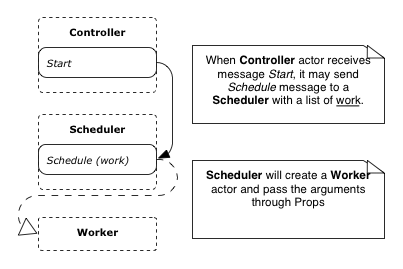 Controller
Start
When Controller actor receives
message Start, it may send
Schedule message to a
Scheduler with a list of work.
Scheduler
Schedule (work)
Scheduler will create a Worker
actor and pass the arguments
through Props
Worker